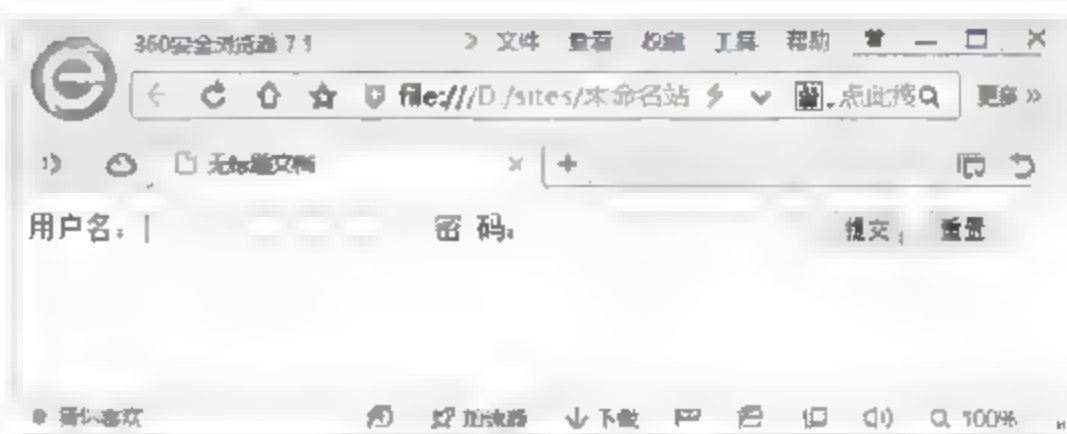 360安全浏览器 7.1 文件 查看 收藏 工具 帮助
file:///D:/sites/未命名站 点此搜 更多 »
无标题文档
用户名： 密 码： 提交 重置
猜你喜欢 加速器 下载 100%